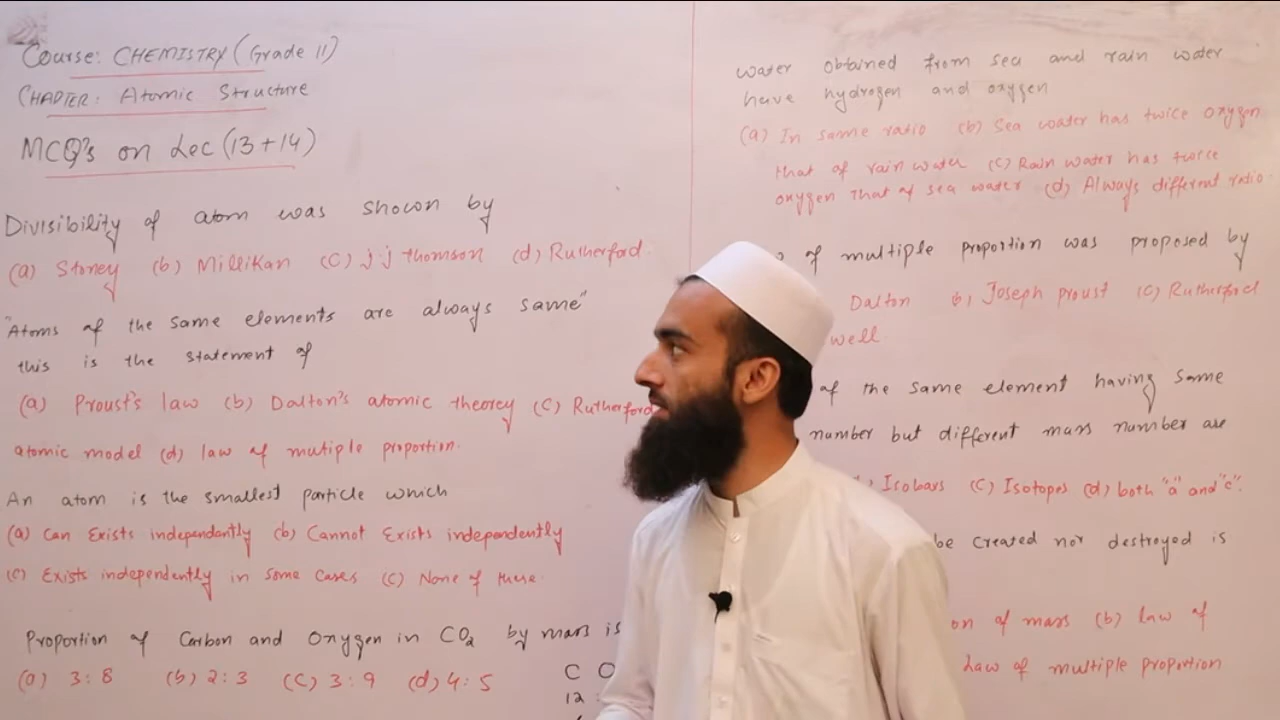 Course: CHEMISTRY (Grade 11)
CHAPTER: Atomic Structure
MCQ's on Lec (13+14)
Divisibility of atom was shown by
(a) Stoney (b) Millikan (C) j.j thomson (d) Rutherford.
"Atoms of the same elements are always same"
this is the statement of
(a) Proust's law (b) Dalton's atomic theorey (C) Rutherford
atomic model (d) law of mutiple proportion.
An atom is the smallest particle which
(a) Can Exists independantly (b) Cannot Exists independently
(c) Exists independently in some cases (c) None of these.
Proportion of Carbon and Oxygen in CO2 by mass is
(a) 3:8 (b) 2:3 (C) 3:9 (d) 4:5
C O
12
water obtained from sea and rain water
have hydrogen and oxygen
(a) In same ratio (b) Sea water has twice oxygen
that of rain water (c) Rain water has twice
oxygen that of sea water (d) Always different ratio.
of multiple proportion was proposed by
Dalton b) Joseph proust (c) Rutherford
well.
of the same element having same
number but different mass number are
Isobars (C) Isotopes (d) both "a" and "c".
be created nor destroyed is
on of mass (b) law of
Law of multiple proportion